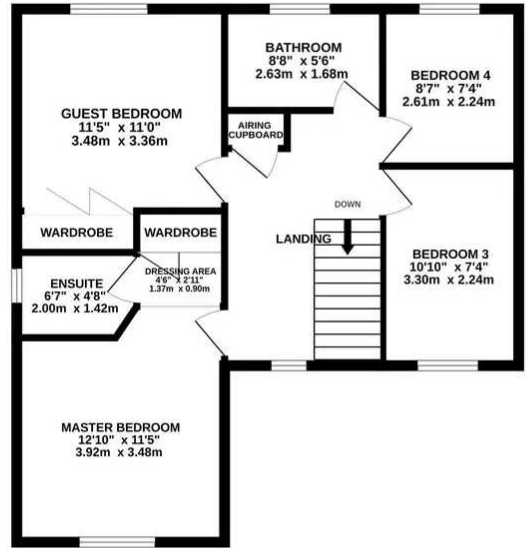 BATHROOM
8'8" x 5'6"
2.63m x 1.68m
BEDROOM 4
8'7" x 7'4"
2.61m x 2.24m
GUEST BEDROOM
11'5" x 11'0"
3.48m x 3.36m
AIRING
CUPBOARD
DOWN
WARDROBE
WARDROBE
LANDING
BEDROOM 3
10'10" x 7'4"
3.30m x 2.24m
ENSUITE
6'7" x 4'8"
2.00m x 1.42m
DRESSING AREA
4'6" x 2'11"
1.37m x 0.90m
MASTER BEDROOM
12'10" x 11'5"
3.92m x 3.48m